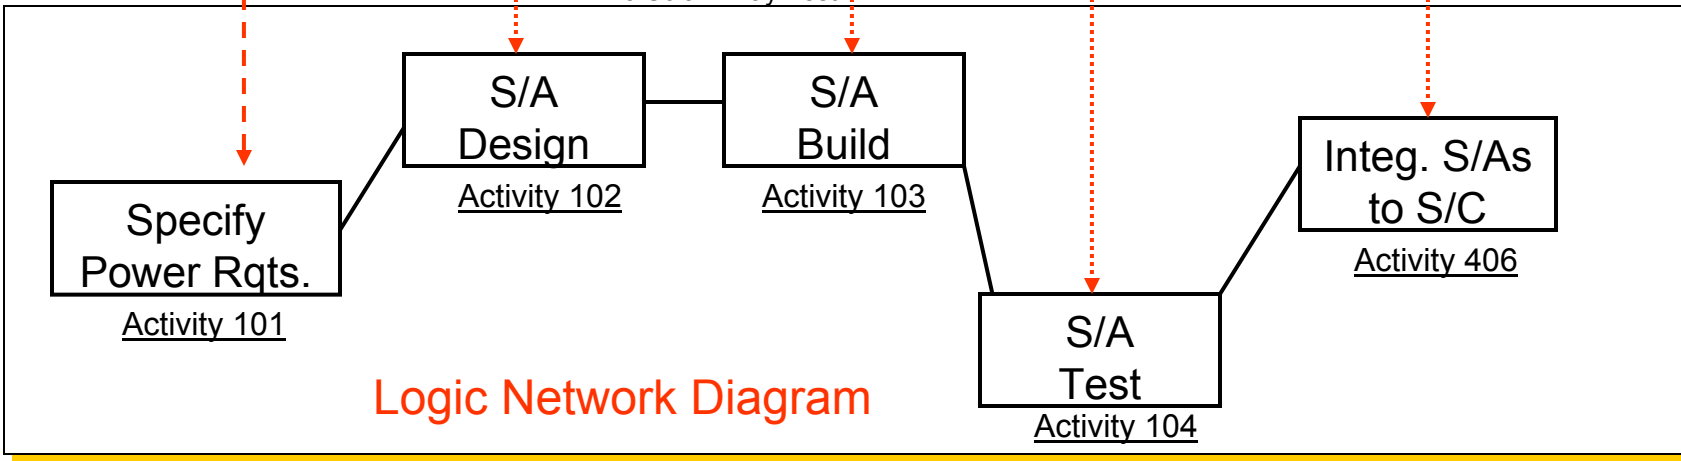 S/A
Design
Activity 102
S/A
Build
Activity 103
Integ. S/As
to S/C
Activity 406
Specify
Power Rqts.
Activity 101
S/A
Test
Activity 104
Logic Network Diagram